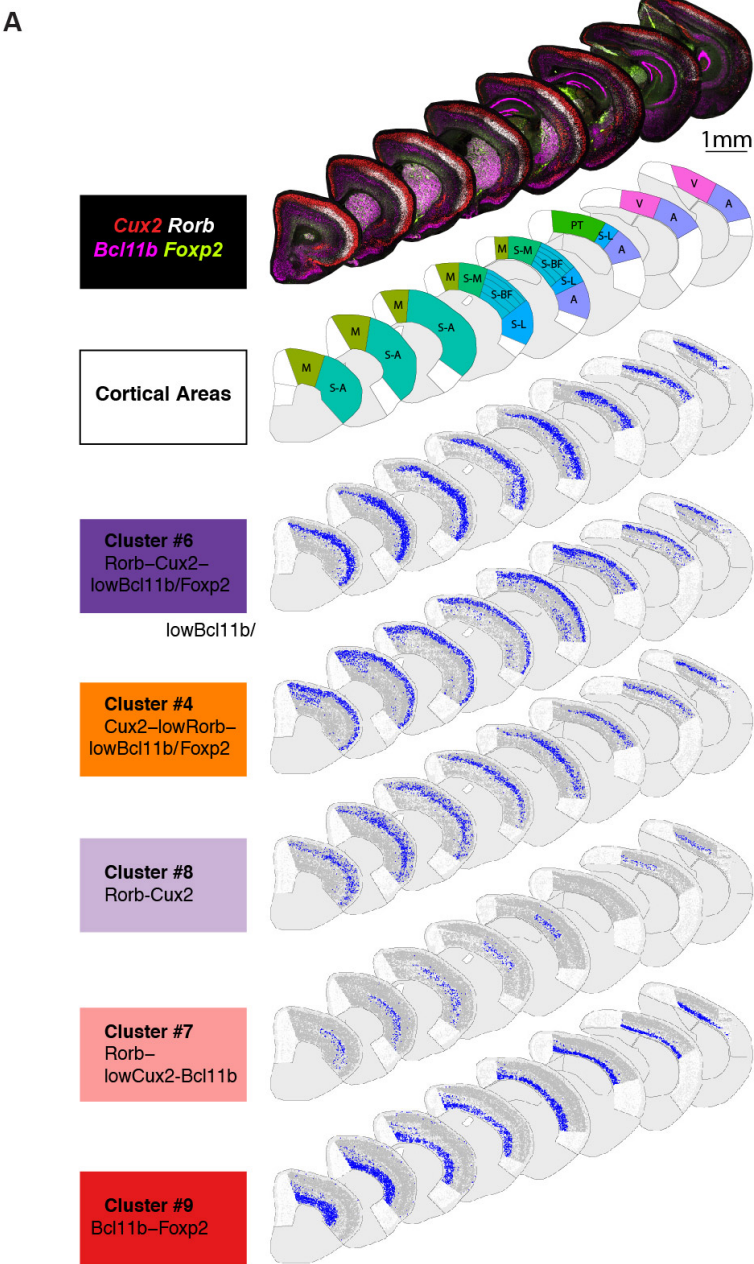 A
1mm
Cux2 Rorb
Bcl11b Foxp2
V
A
V
A
PT
S-L
A
M
S-M
S-BF
S-L
A
M
S-M
S-BF
S-L
M
S-A
M
S-A
M
S-A
Cortical Areas
Cluster #6
Rorb–Cux2–
lowBcl11b/Foxp2
lowBcl11b/
Cluster #4
Cux2–lowRorb–
lowBcl11b/Foxp2
Cluster #8
Rorb-Cux2
Cluster #7
Rorb–
lowCux2-Bcl11b
Cluster #9
Bcl11b–Foxp2